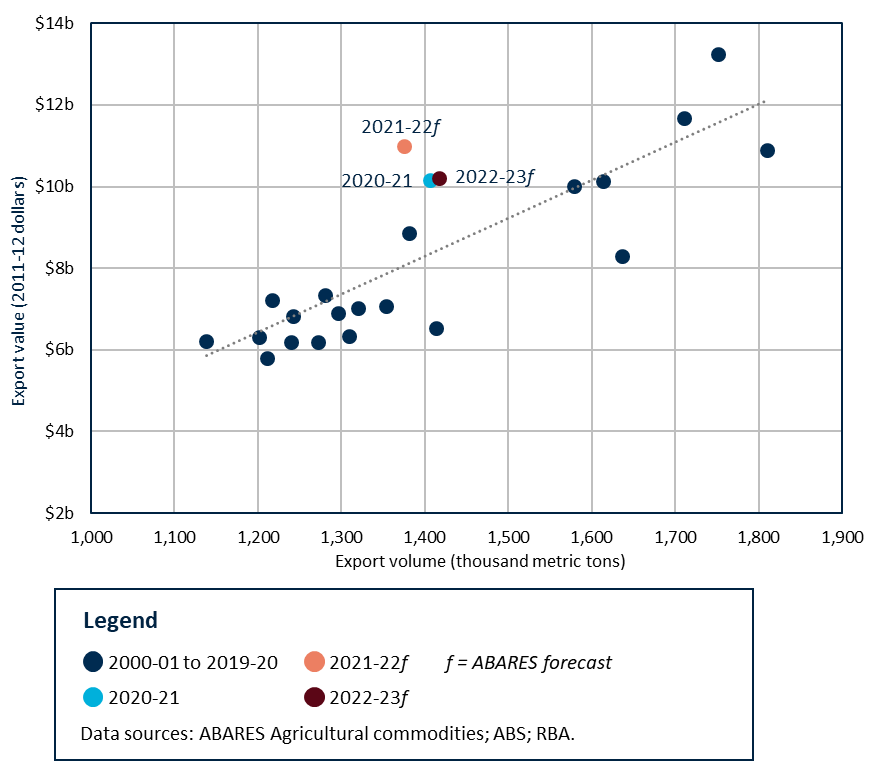 $14b
$12b
$10b
$8b
$6b
$4b
$2b
Export value (2011-12 dollars)
2021-22f
2020-21
2022-23f
1,000 1,100 1,200 1,300 1,400 1,500 1,600 1,700 1,800 1,900
Export volume (thousand metric tons)
Legend
2000-01 to 2019-20 2021-22f f = ABARES forecast
2020-21 2022-23f
Data sources: ABARES Agricultural commodities; ABS; RBA.